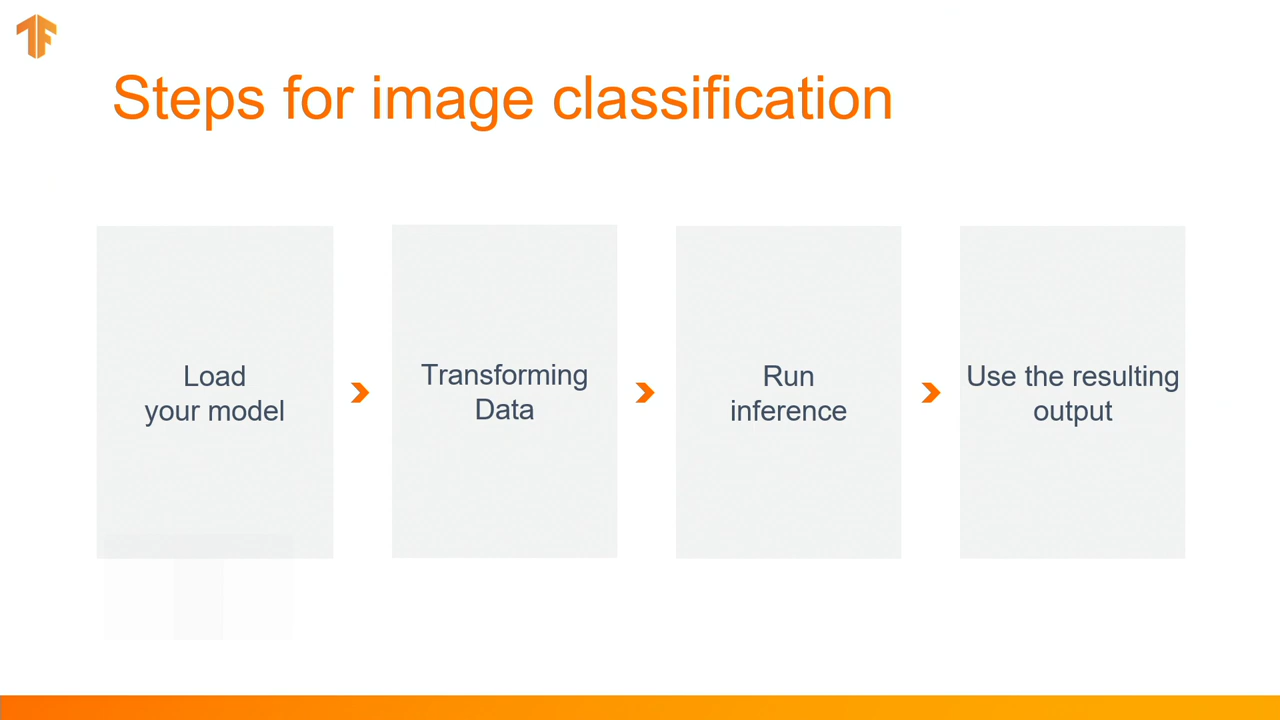 Steps for image classification
Load
your model
Transforming
Data
Run
inference
Use the resulting
output